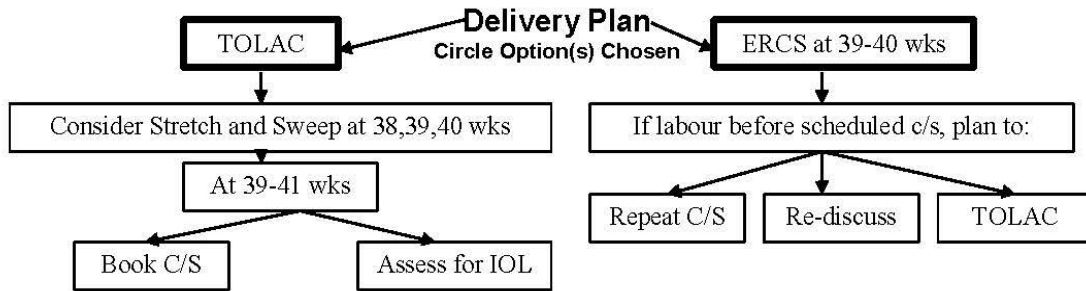 Delivery Plan
Circle Option(s) Chosen
TOLAC
Consider Stretch and Sweep at 38,39,40 wks
At 39-41 wks
Book C/S
Assess for IOL
ERCS at 39-40 wks
If labour before scheduled c/s, plan to:
Repeat C/S
Re-discuss
TOLAC